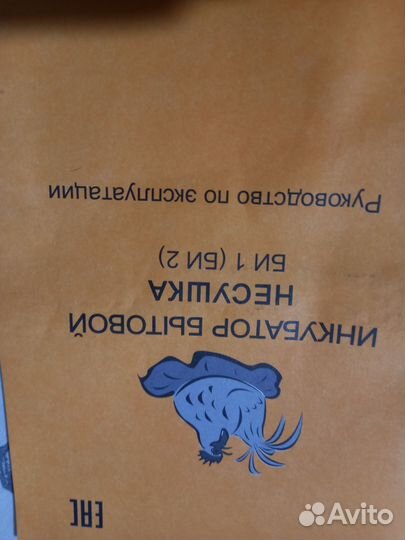 EAC
ИНКУБАТОР БЫТОВОЙ
НЕСУШКА
БИ 1 (БИ 2)
Руководство по эксплуатации
Avito